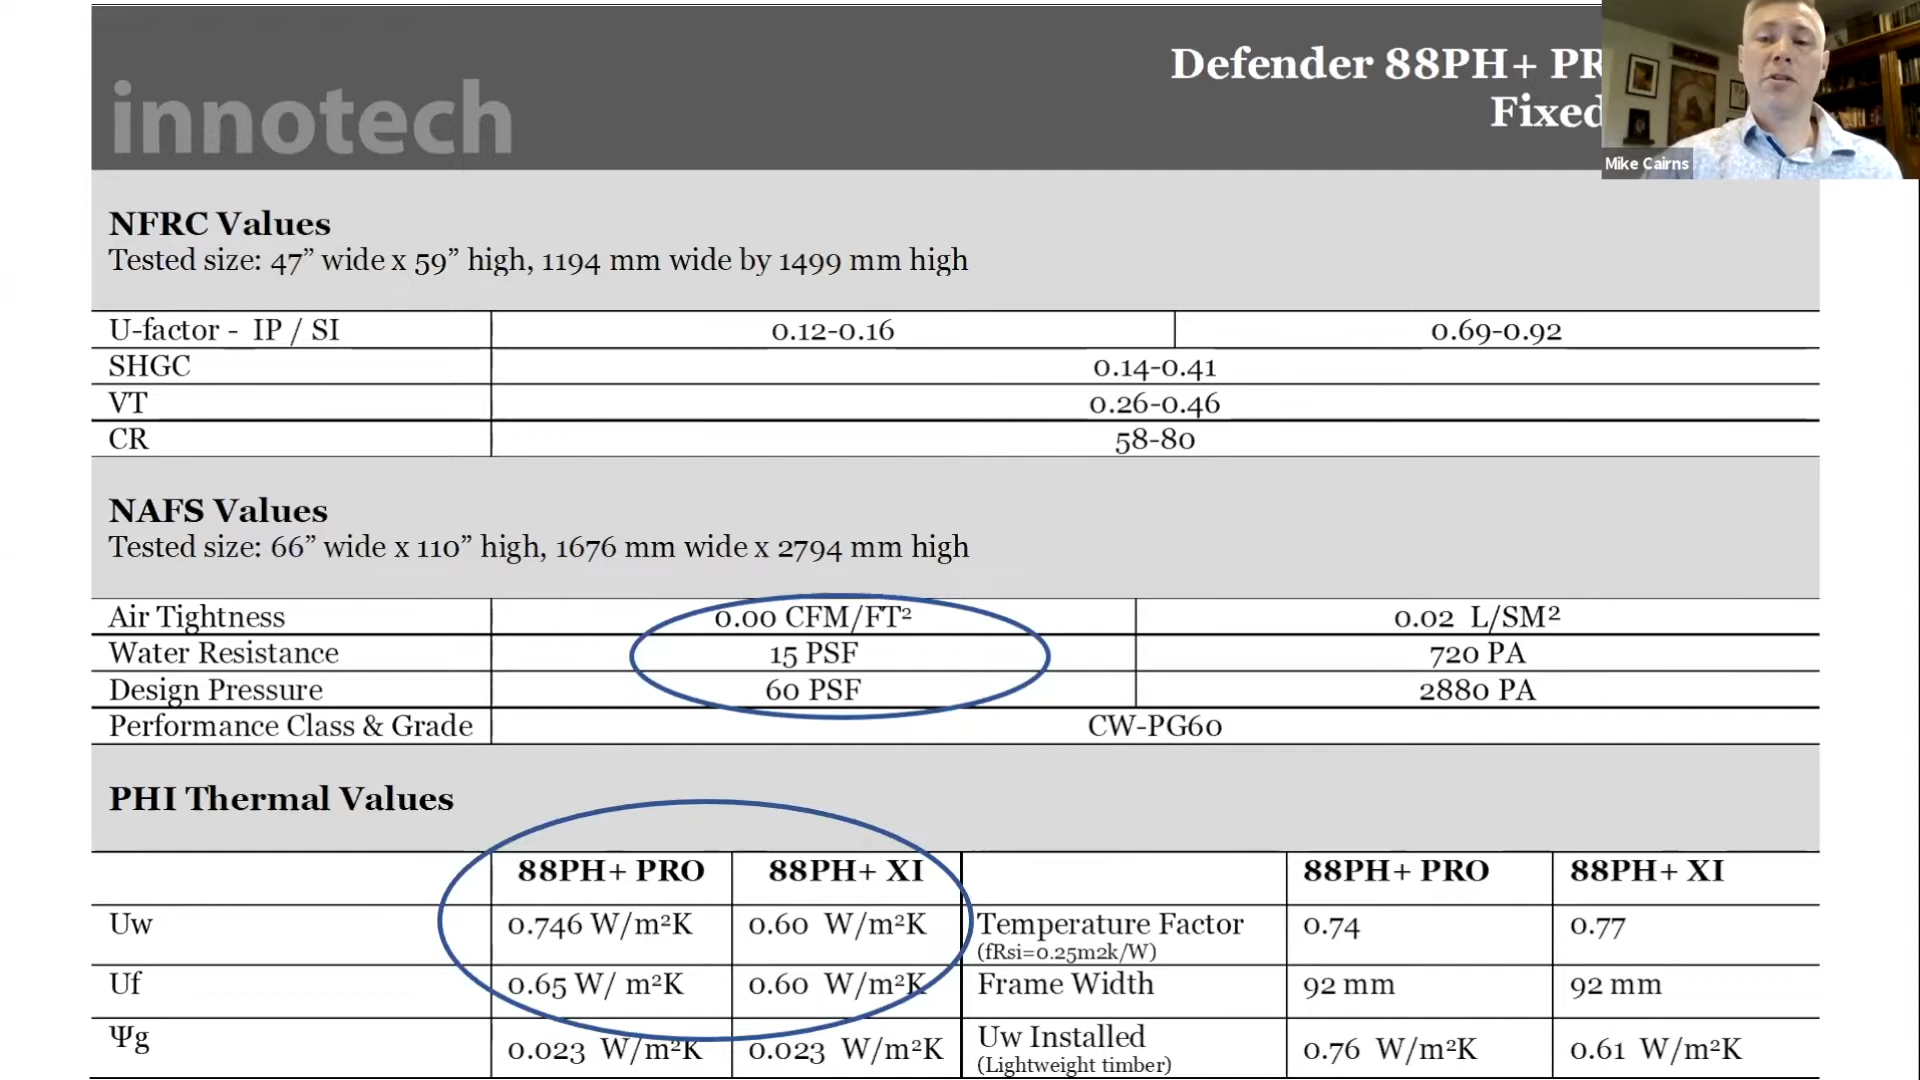 innotech
Defender 88PH+ PR
Fixed
Mike Cairns
NFRC Values
Tested size: 47” wide x 59” high, 1194 mm wide by 1499 mm high
U-factor - IP / SI 0.12-0.16 0.69-0.92
SHGC 0.14-0.41
VT 0.26-0.46
CR 58-80
NAFS Values
Tested size: 66” wide x 110” high, 1676 mm wide x 2794 mm high
Air Tightness 0.00 CFM/FT² 0.02 L/SM²
Water Resistance 15 PSF 720 PA
Design Pressure 60 PSF 2880 PA
Performance Class & Grade CW-PG60
PHI Thermal Values
88PH+ PRO 88PH+ XI 88PH+ PRO 88PH+ XI
Uw 0.746 W/m²K 0.60 W/m²K Temperature Factor 0.74 0.77
(fRsi=0.25m2k/W)
Uf 0.65 W/ m²K 0.60 W/m²K Frame Width 92 mm 92 mm
Ψg 0.023 W/m²K 0.023 W/m²K Uw Installed 0.76 W/m²K 0.61 W/m²K
(Lightweight timber)